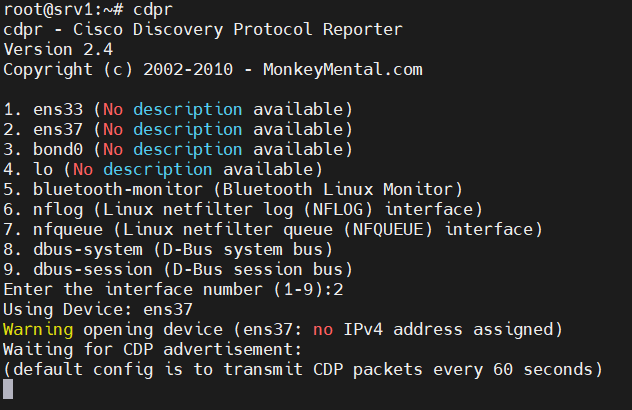 root@srv1:~# cdpr
cdpr - Cisco Discovery Protocol Reporter
Version 2.4
Copyright (c) 2002-2010 - MonkeyMental.com
1. ens33 (No description available)
2. ens37 (No description available)
3. bond0 (No description available)
4. lo (No description available)
5. bluetooth-monitor (Bluetooth Linux Monitor)
6. nflog (Linux netfilter log (NFLOG) interface)
7. nfqueue (Linux netfilter queue (NFQUEUE) interface)
8. dbus-system (D-Bus system bus)
9. dbus-session (D-Bus session bus)
Enter the interface number (1-9):2
Using Device: ens37
Warning opening device (ens37: no IPv4 address assigned)
Waiting for CDP advertisement:
(default config is to transmit CDP packets every 60 seconds)